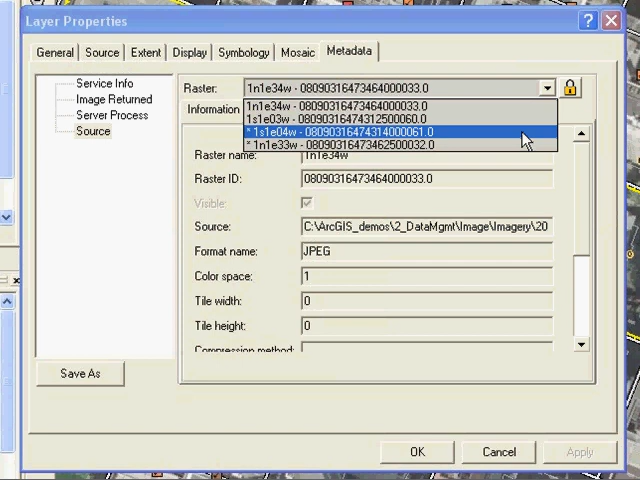 Layer Properties
General Source Extent Display Symbology Mosaic Metadata
Service Info
Image Returned
Server Process
Source
Raster: 1n1e34w - 08090316473464000033.0
1n1e34w - 08090316473464000033.0
1s1e03w - 08090316474312500060.0
* 1s1e04w - 08090316474314000061.0
* 1n1e33w - 08090316473462500032.0
Information
Raster name: 1n1e34w
Raster ID: 08090316473464000033.0
Visible:
Source: C:\ArcGIS_demos\2_DataMgmt\Image\Imagery\20
Format name: JPEG
Color space: 1
Tile width: 0
Tile height: 0
Compression method:
Save As
OK Cancel Apply